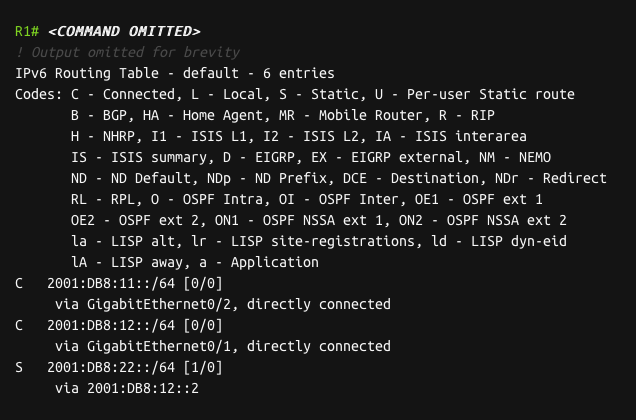 R1# <COMMAND OMITTED>
! Output omitted for brevity
IPv6 Routing Table - default - 6 entries
Codes: C - Connected, L - Local, S - Static, U - Per-user Static route
       B - BGP, HA - Home Agent, MR - Mobile Router, R - RIP
       H - NHRP, I1 - ISIS L1, I2 - ISIS L2, IA - ISIS interarea
       IS - ISIS summary, D - EIGRP, EX - EIGRP external, NM - NEMO
       ND - ND Default, NDp - ND Prefix, DCE - Destination, NDr - Redirect
       RL - RPL, O - OSPF Intra, OI - OSPF Inter, OE1 - OSPF ext 1
       OE2 - OSPF ext 2, ON1 - OSPF NSSA ext 1, ON2 - OSPF NSSA ext 2
       la - LISP alt, lr - LISP site-registrations, ld - LISP dyn-eid
       lA - LISP away, a - Application
C   2001:DB8:11::/64 [0/0]
     via GigabitEthernet0/2, directly connected
C   2001:DB8:12::/64 [0/0]
     via GigabitEthernet0/1, directly connected
S   2001:DB8:22::/64 [1/0]
     via 2001:DB8:12::2